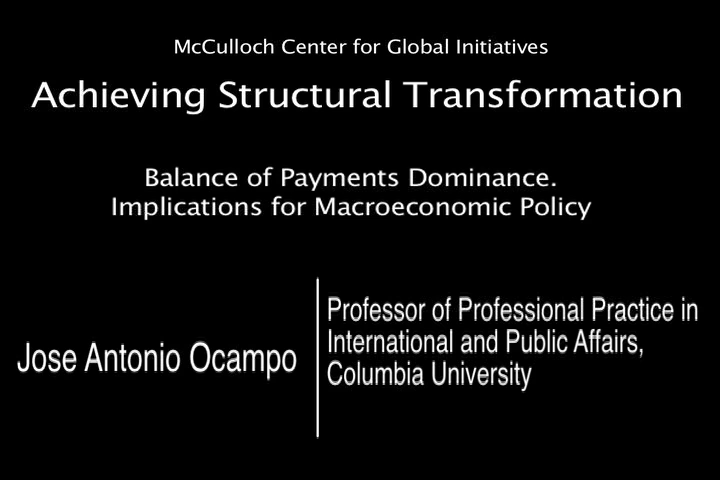 McCulloch Center for Global Initiatives
Achieving Structural Transformation
Balance of Payments Dominance.
Implications for Macroeconomic Policy
Jose Antonio Ocampo
Professor of Professional Practice in
International and Public Affairs,
Columbia University